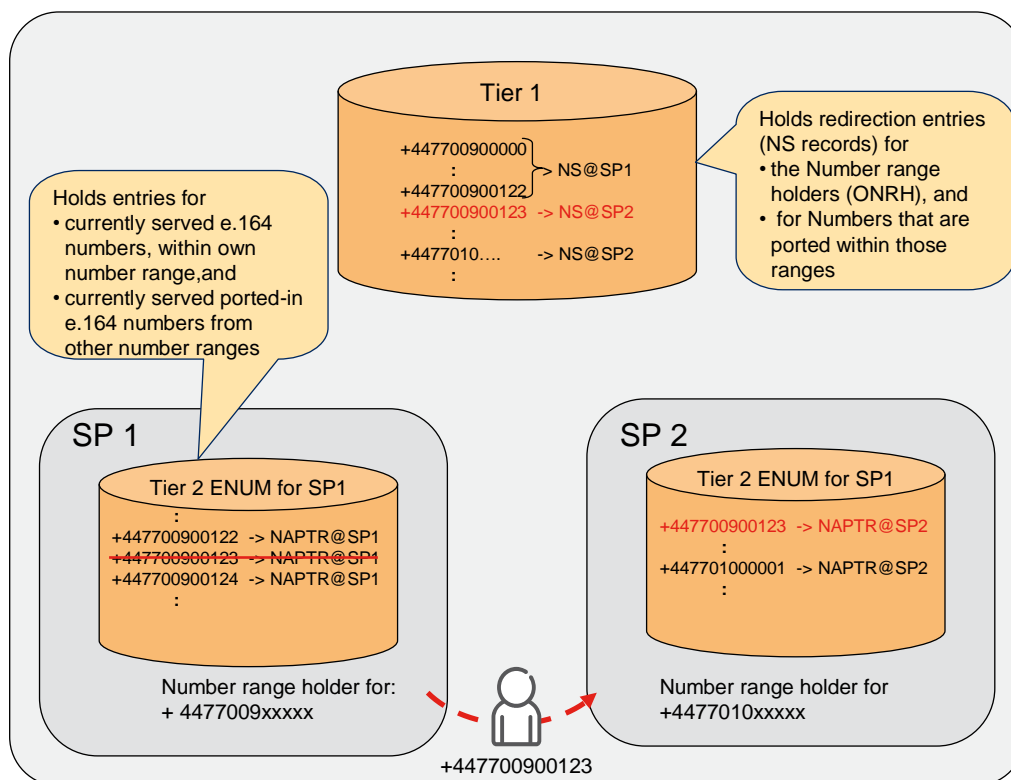 Tier 1
+447700900000
:
-> NS@SP1
+447700900122
+447700900123 -> NS@SP2
:
+4477010…. -> NS@SP2
:
Holds redirection entries
(NS records) for
• the Number range
holders (ONRH), and
• for Numbers that are
ported within those
ranges
Holds entries for
• currently served e.164
numbers, within own
number range,and
• currently served ported-in
e.164 numbers from
other number ranges
SP 1
Tier 2 ENUM for SP1
:
+447700900122 -> NAPTR@SP1
+447700900123 -> NAPTR@SP1
+447700900124 -> NAPTR@SP1
:
Number range holder for:
+ 4477009xxxxx
SP 2
Tier 2 ENUM for SP1
+447700900123 -> NAPTR@SP2
:
+447701000001 -> NAPTR@SP2
:
Number range holder for
+4477010xxxxx
+447700900123